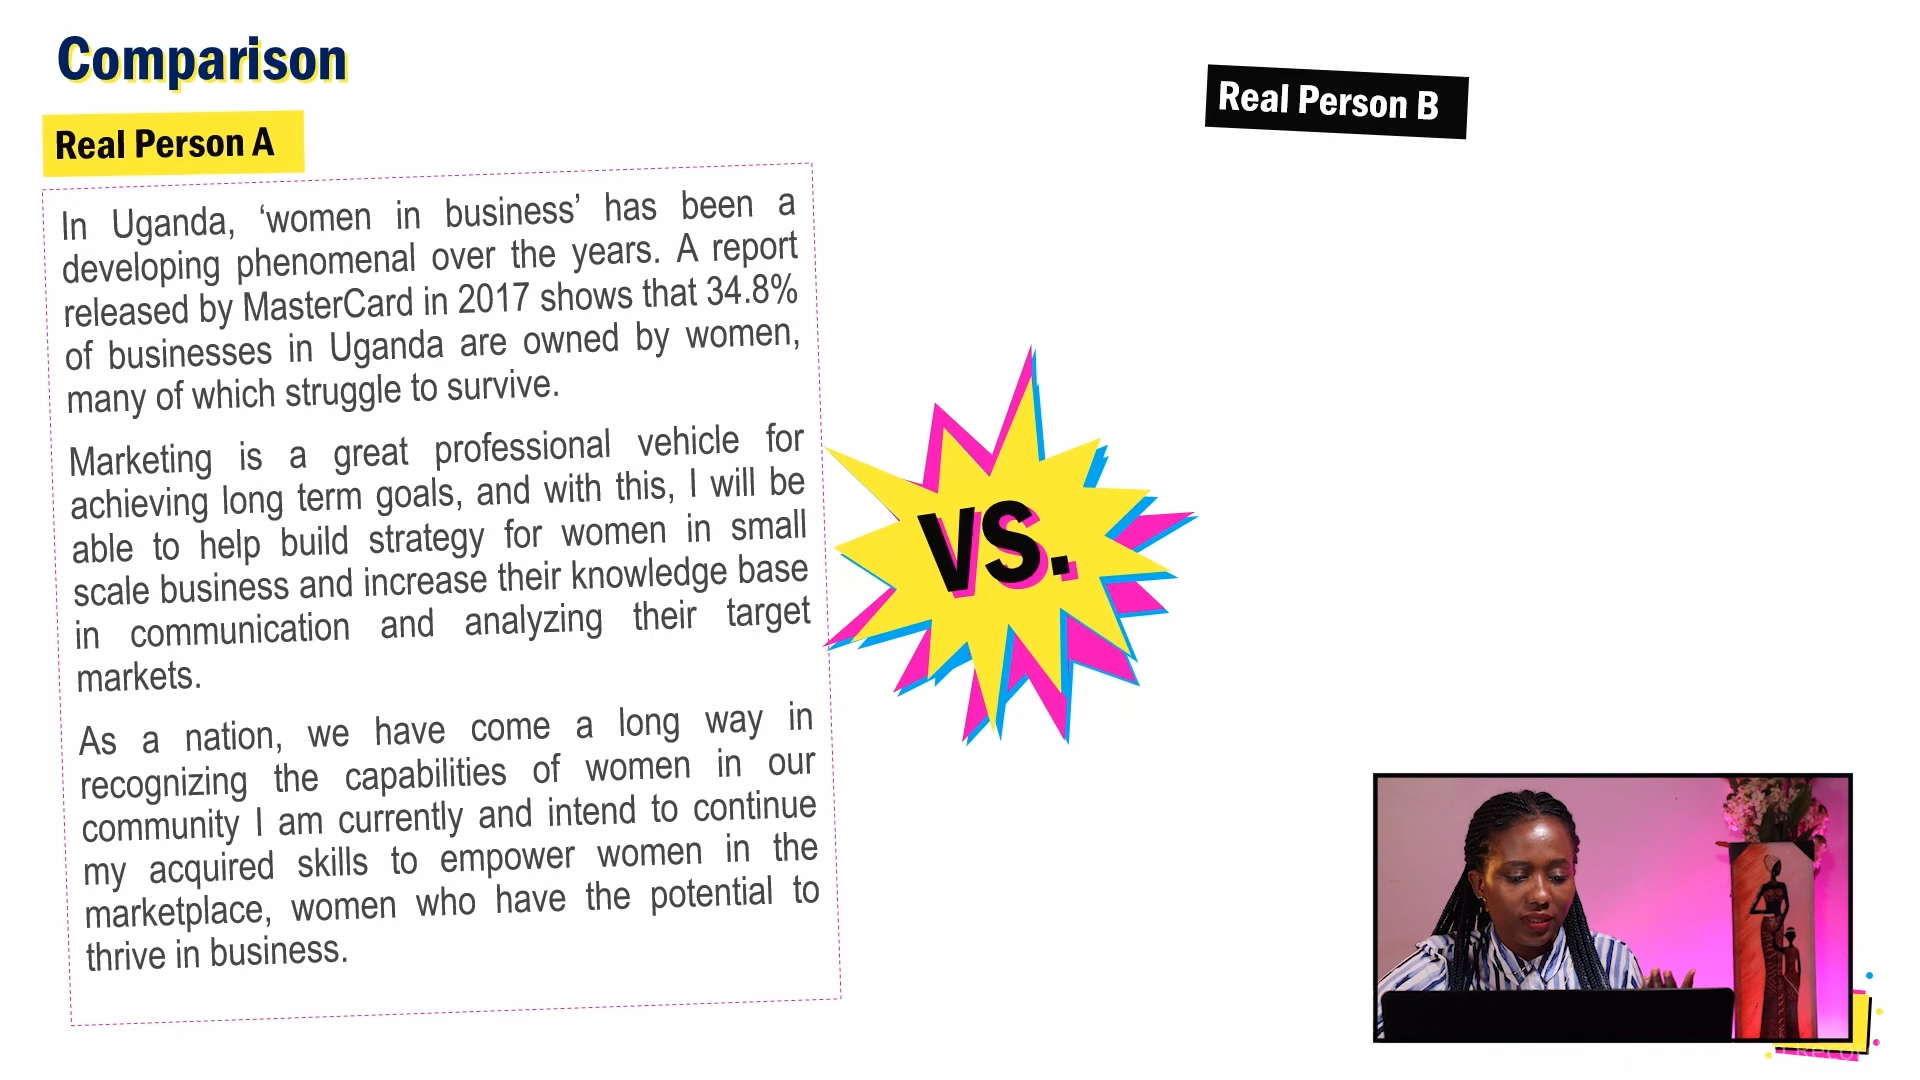 Comparison
Real Person A
In Uganda, ‘women in business’ has been a
developing phenomenal over the years. A report
released by MasterCard in 2017 shows that 34.8%
of businesses in Uganda are owned by women,
many of which struggle to survive.
Marketing is a great professional vehicle for
achieving long term goals, and with this, I will be
able to help build strategy for women in small
scale business and increase their knowledge base
in communication and analyzing their target
markets.
As a nation, we have come a long way in
recognizing the capabilities of women in our
community I am currently and intend to continue
my acquired skills to empower women in the
marketplace, women who have the potential to
thrive in business.
VS.
Real Person B